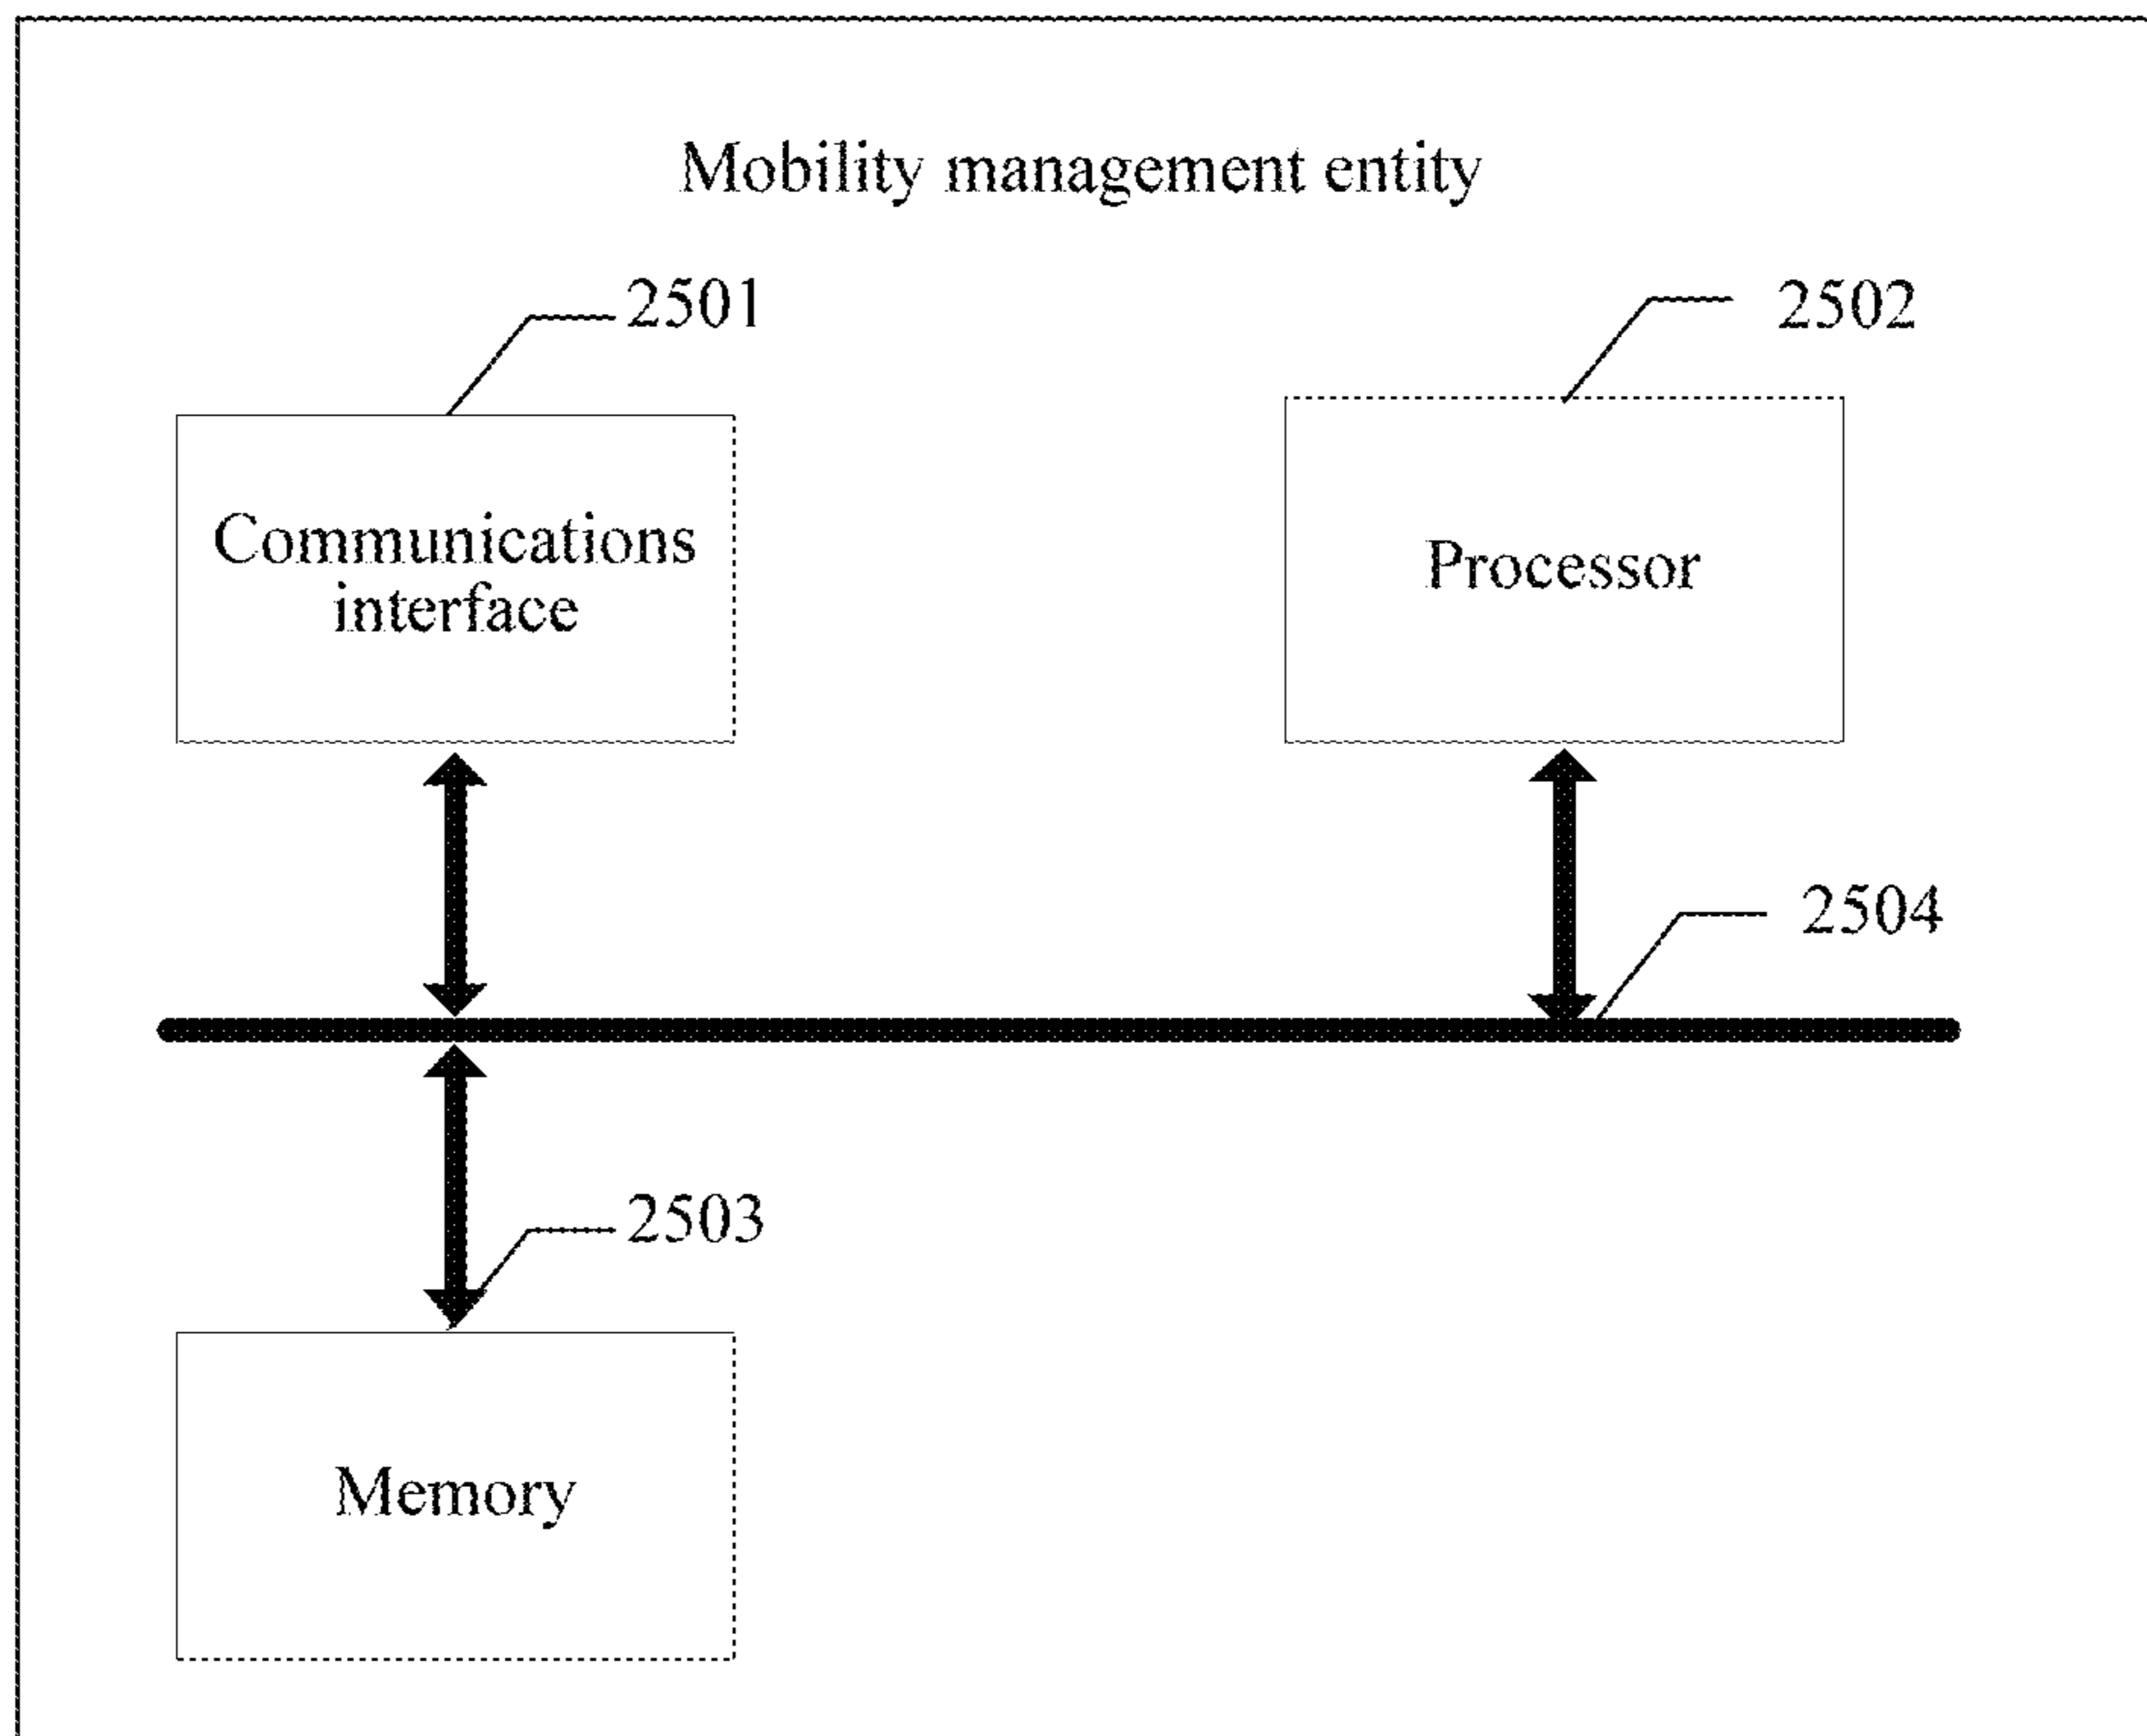 Mobility management entity
2501
2502
Communications
interface
Processor
2504
2503
Memory